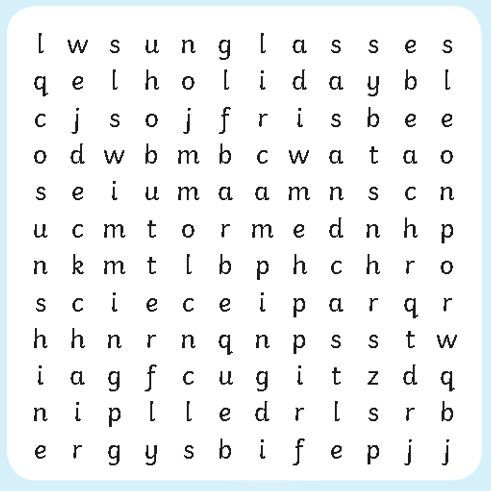 l w s u n g l a s s e s
q e l h o l i d a y b l
c j s o j f r i s b e e
o d w b m b c w a t a o
s e i u m a a m n s c n
u c m t o r m e d n h p
n k m t l b p h c h r o
s c i e c e i p a r q r
h h n r n q n p s s t w
i a g f c u g i t z d q
n i p l l e d r l s r b
e r g y s b i f e p j j